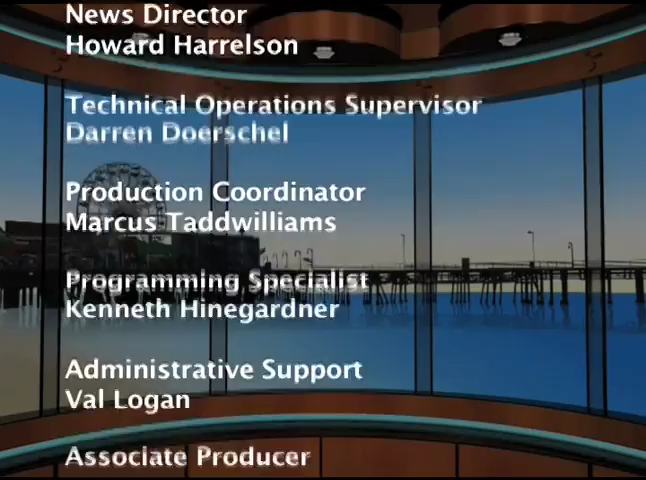 News Director
Howard Harrelson
Technical Operations Supervisor
Darren Doerschel
Production Coordinator
Marcus Taddwilliams
Programming Specialist
Kenneth Hinegardner
Administrative Support
Val Logan
Associate Producer